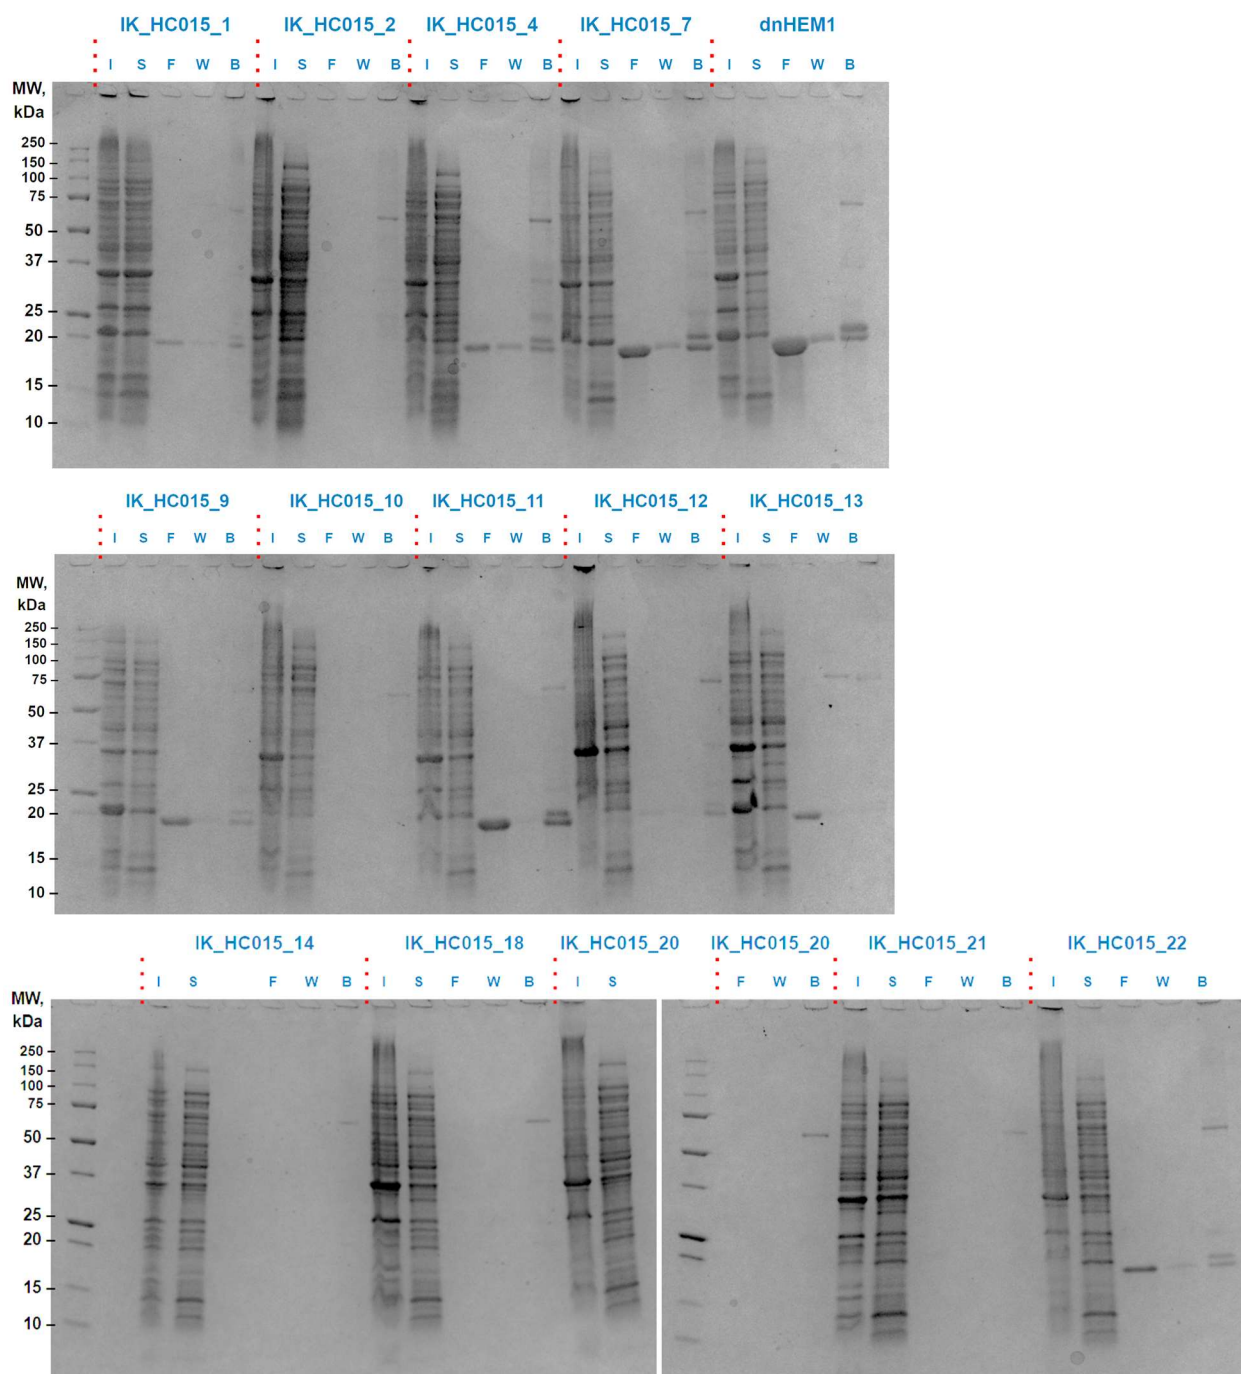 IK_HC015_1 IK_HC015_2 IK_HC015_4 IK_HC015_7 dnHEM1
I S F W B I S F W B I S F W B I S F W B I S F W B
MW,
kDa
250
150
100
75
50
37
25
20
15
10
IK_HC015_9 IK_HC015_10 IK_HC015_11 IK_HC015_12 IK_HC015_13
I S F W B I S F W B I S F W B I S F W B I S F W B
MW,
kDa
250
150
100
75
50
37
25
20
15
10
IK_HC015_14 IK_HC015_18 IK_HC015_20 IK_HC015_20 IK_HC015_21 IK_HC015_22
I S F W B I S F W B I S F W B I S F W B I S F W B
MW,
kDa
250
150
100
75
50
37
25
20
15
10